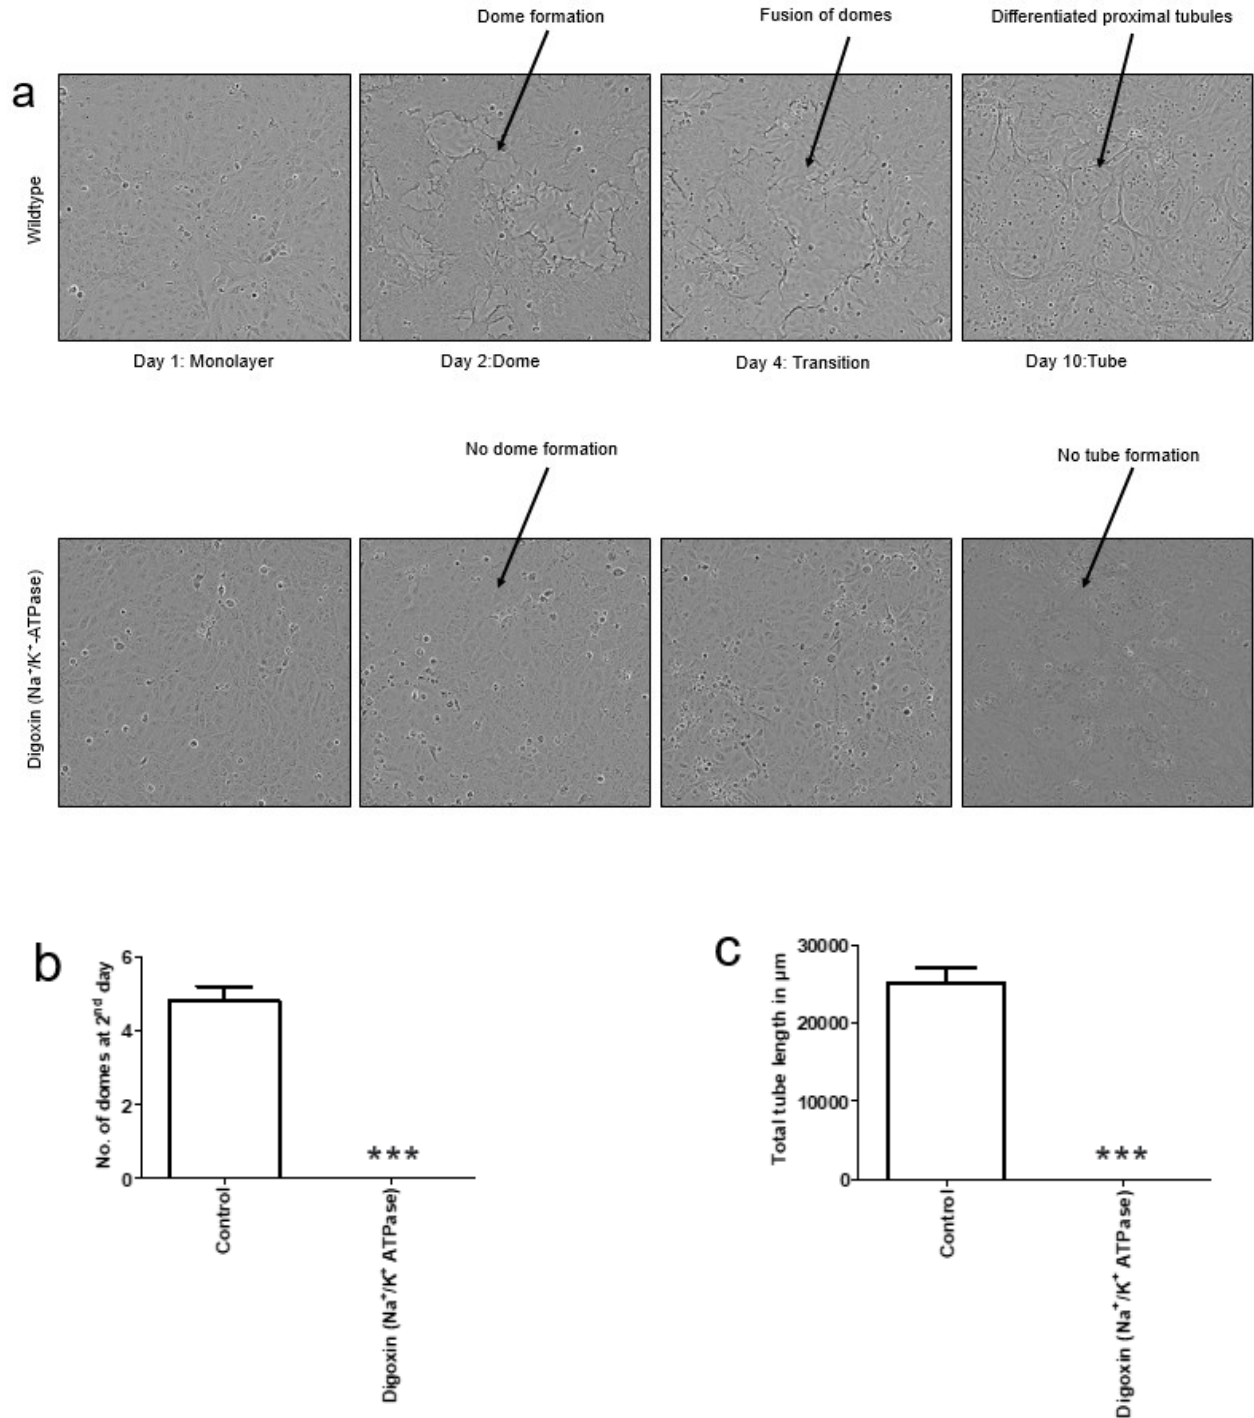 Dome formation
Fusion of domes
Differentiated proximal tubules
a
Wildtype
Day 1: Monolayer
Day 2:Dome
Day 4: Transition
Day 10:Tube
No dome formation
No tube formation
Digoxin (Na⁺/K⁺-ATPase)
b
No. of domes at 2ⁿᵈ day
6
4
2
0
***
Control
Digoxin (Na⁺/K⁺ ATPase)
c
Total tube length in µm
30000
20000
10000
0
***
Control
Digoxin (Na⁺/K⁺ ATPase)